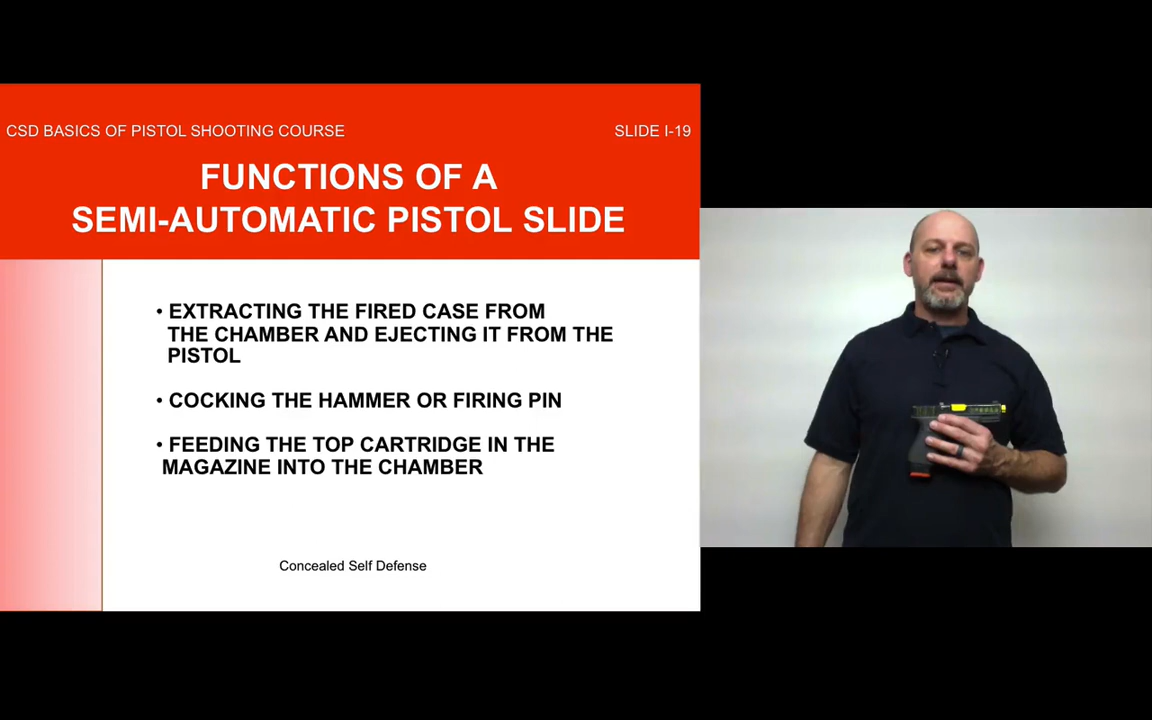 CSD BASICS OF PISTOL SHOOTING COURSE
SLIDE I-19
FUNCTIONS OF A
SEMI-AUTOMATIC PISTOL SLIDE
• EXTRACTING THE FIRED CASE FROM
THE CHAMBER AND EJECTING IT FROM THE
PISTOL
• COCKING THE HAMMER OR FIRING PIN
• FEEDING THE TOP CARTRIDGE IN THE
MAGAZINE INTO THE CHAMBER
Concealed Self Defense